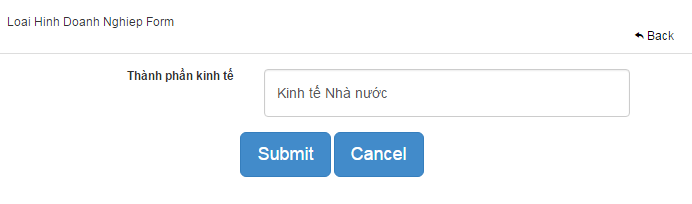 Loai Hinh Doanh Nghiep Form
Back
Thành phần kinh tế
Kinh tế Nhà nước
Submit Cancel